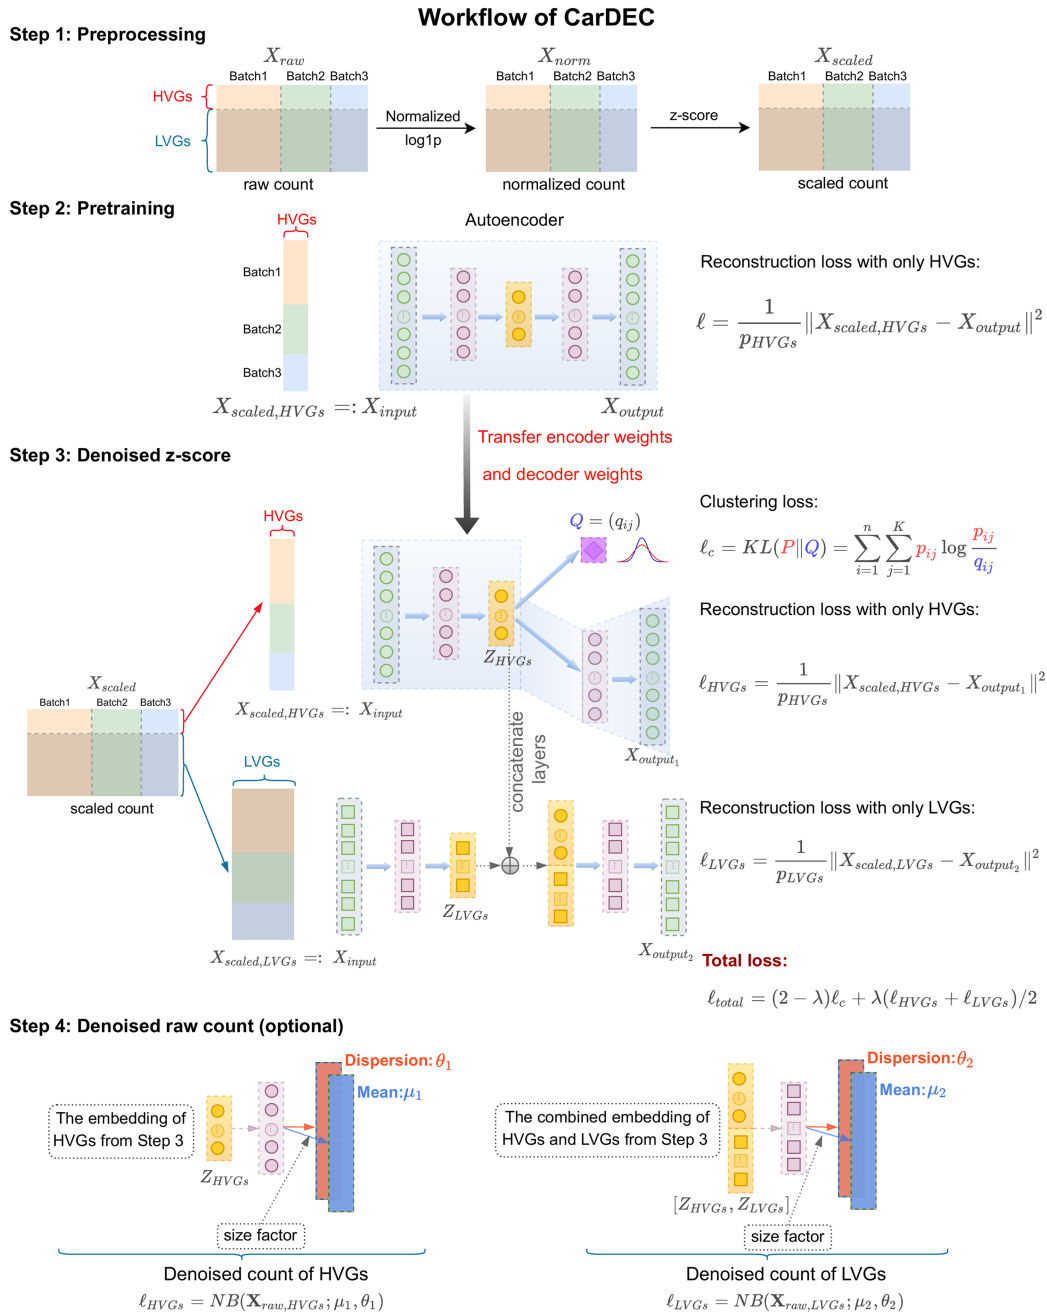 Workflow of CarDEC
Step 1: Preprocessing
X_raw
X_norm
X_scaled
Batch1 Batch2 Batch3
Batch1 Batch2 Batch3
Batch1 Batch2 Batch3
HVGs
LVGs
Normalized
log1p
z-score
raw count
normalized count
scaled count
Step 2: Pretraining
HVGs
Autoencoder
Batch1
Batch2
Batch3
Reconstruction loss with only HVGs:
ℓ = 1/p_HVGs ‖X_scaled,HVGs − X_output‖²
X_scaled,HVGs =: X_input
X_output
Transfer encoder weights
and decoder weights
Step 3: Denoised z-score
HVGs
Q = (q_ij)
Clustering loss:
ℓ_c = KL(P‖Q) = ∑_{i=1}^{n} ∑_{j=1}^{K} p_ij log p_ij/q_ij
Reconstruction loss with only HVGs:
Z_HVGs
ℓ_HVGs = 1/p_HVGs ‖X_scaled,HVGs − X_output₁‖²
X_scaled
Batch1 Batch2 Batch3
scaled count
X_scaled,HVGs =: X_input
X_output₁
concatenate
layers
LVGs
Reconstruction loss with only LVGs:
ℓ_LVGs = 1/p_LVGs ‖X_scaled,LVGs − X_output₂‖²
Z_LVGs
X_scaled,LVGs =: X_input
X_output₂
Total loss:
ℓ_total = (2 − λ)ℓ_c + λ(ℓ_HVGs + ℓ_LVGs)/2
Step 4: Denoised raw count (optional)
Dispersion:θ₁
Mean:μ₁
The embedding of
HVGs from Step 3
Z_HVGs
size factor
Denoised count of HVGs
ℓ_HVGs = NB(X_raw,HVGs; μ₁, θ₁)
Dispersion:θ₂
Mean:μ₂
The combined embedding of
HVGs and LVGs from Step 3
[Z_HVGs, Z_LVGs]
size factor
Denoised count of LVGs
ℓ_LVGs = NB(X_raw,LVGs; μ₂, θ₂)